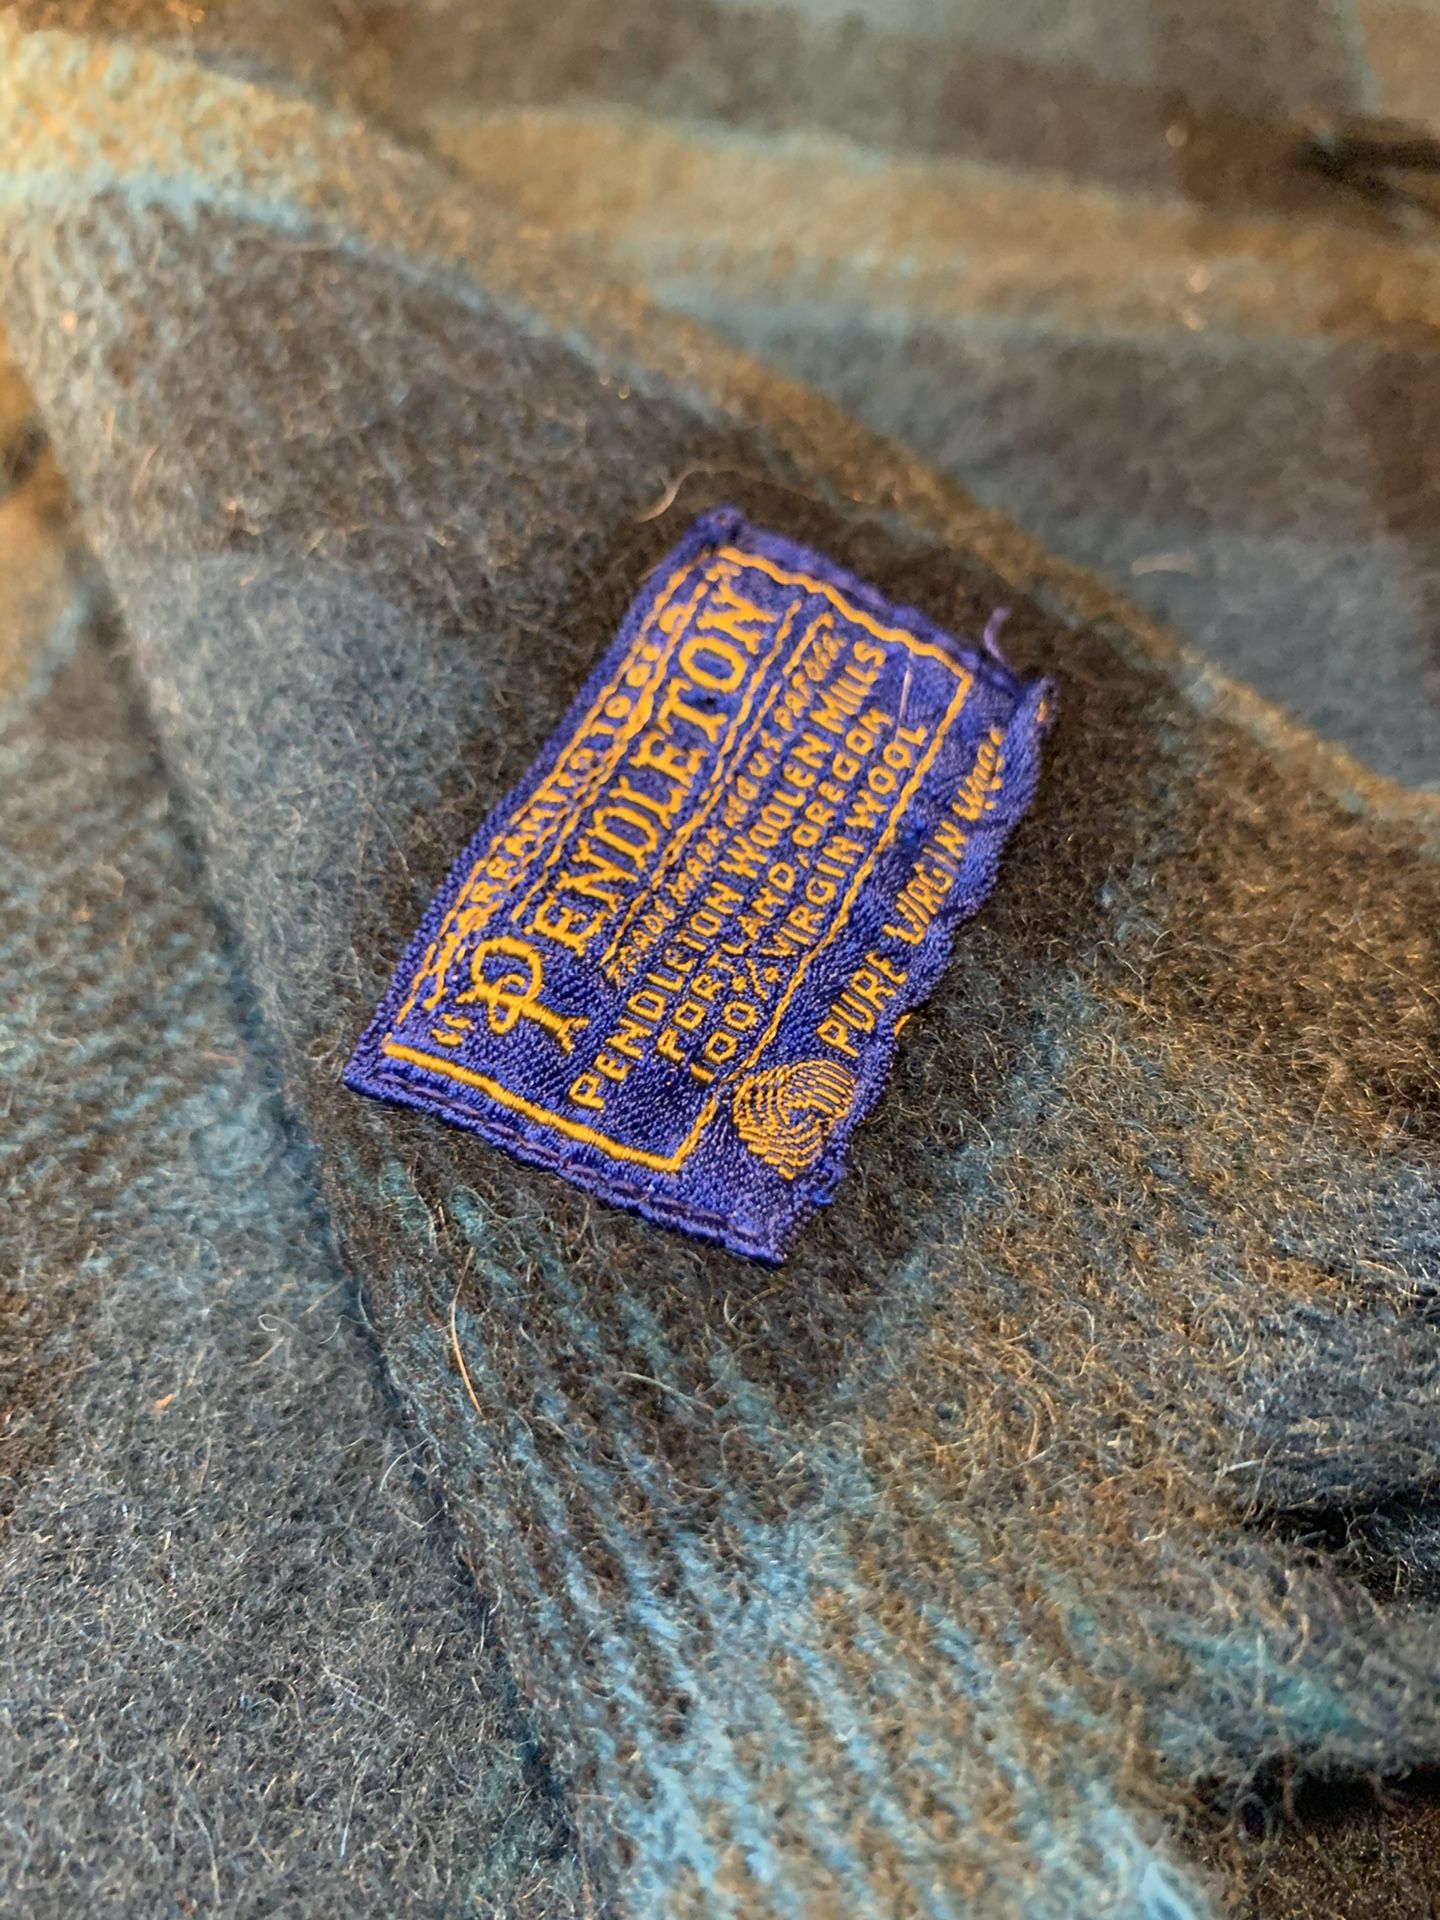 "WARRANTED TO BE A
PENDLETON"
TRADE MARK REG. U.S. PAT. OFF.
PENDLETON WOOLEN MILLS
PORTLAND, OREGON
100% VIRGIN WOOL
PURE VIRGIN WOOL